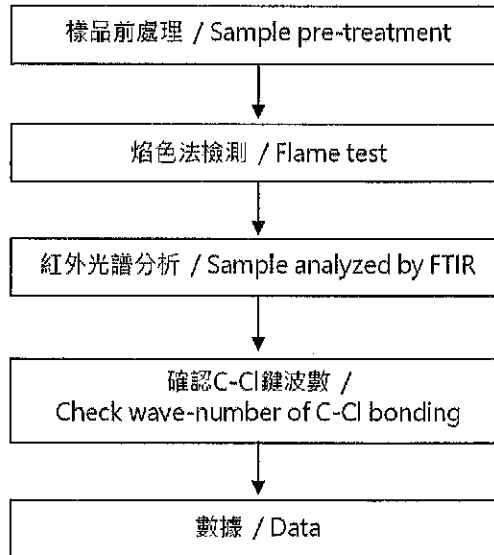 樣品前處理 / Sample pre-treatment
焰色法檢測 / Flame test
紅外光譜分析 / Sample analyzed by FTIR
確認C-Cl鍵波數 /
Check wave-number of C-Cl bonding
數據 / Data